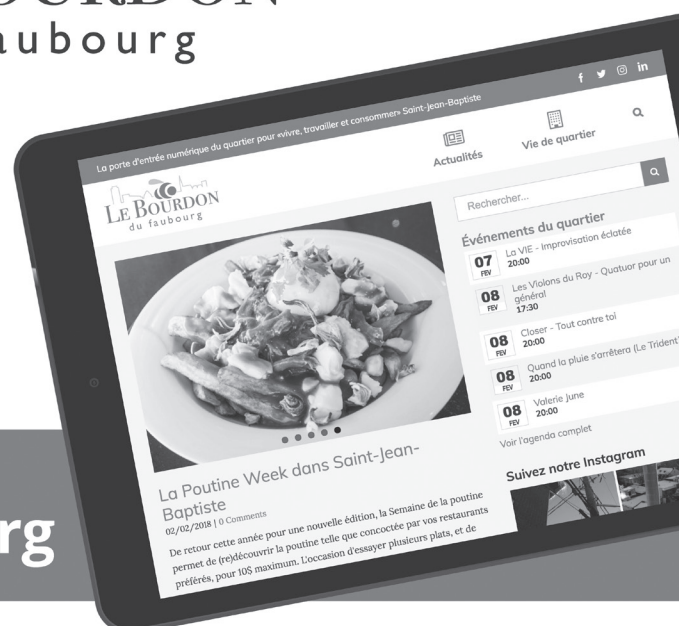 OURDON
aubourg
La porte d'entrée numérique du quartier pour «vivre, travailler et consommer» Saint-Jean-Baptiste
LE BOURDON
du faubourg
Actualités
Vie de quartier
La Poutine Week dans Saint-Jean-
Baptiste
02/02/2018 | 0 Comments
De retour cette année pour une nouvelle édition, la Semaine de la poutine
permet de (re)découvrir la poutine telle que concoctée par vos restaurants
préférés, pour 10$ maximum. L'occasion d'essayer plusieurs plats, et de
Rechercher...
Événements du quartier
07 FEV
La VIE - Improvisation éclatée
20:00
08 FEV
Les Violons du Roy - Quatuor pour un
général
17:30
08 FEV
Closer - Tout contre toi
20:00
08 FEV
Quand la pluie s'arrêtera (Le Trident)
20:00
08 FEV
Valerie June
20:00
Voir l'agenda complet
Suivez notre Instagram
rg